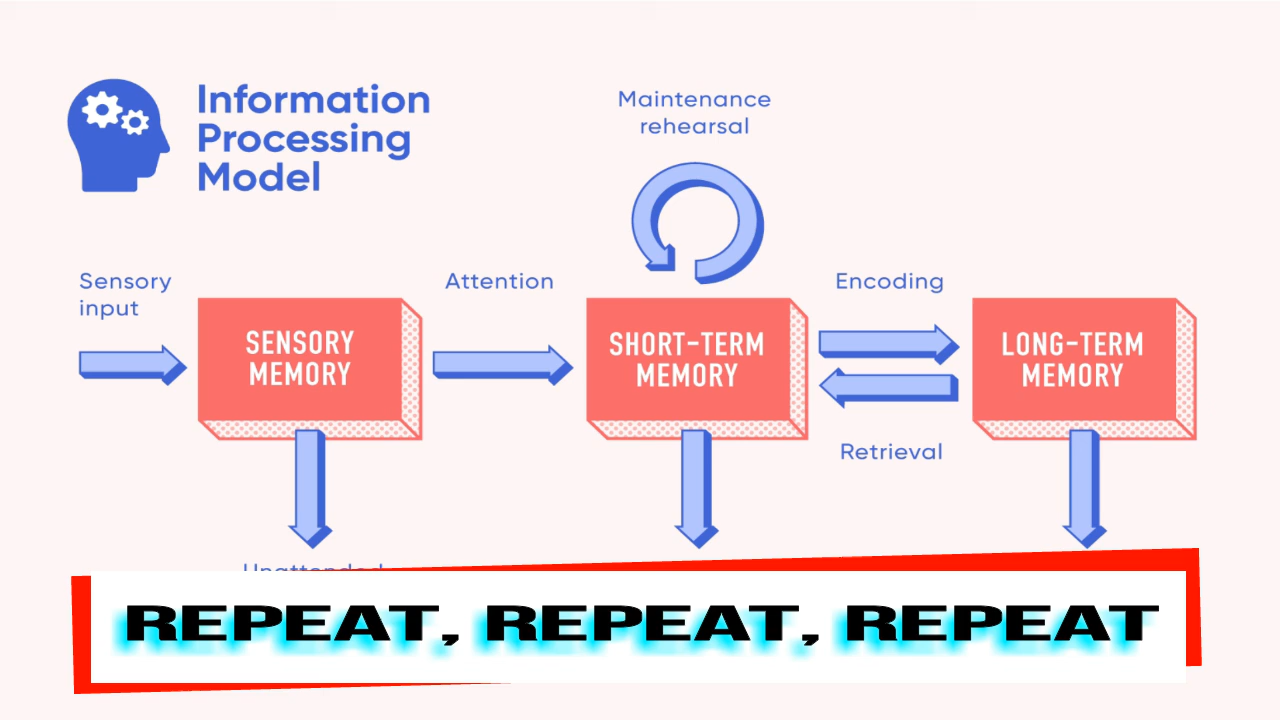 Information
Processing
Model
Maintenance
rehearsal
Sensory
input
Attention
Encoding
SENSORY
MEMORY
SHORT-TERM
MEMORY
LONG-TERM
MEMORY
Retrieval
Unattended
REPEAT, REPEAT, REPEAT